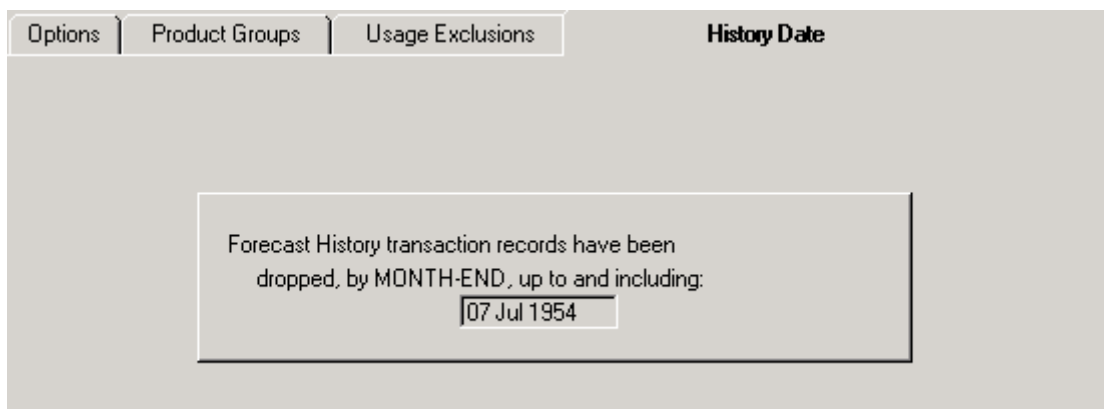 Options Product Groups Usage Exclusions History Date
Forecast History transaction records have been
dropped, by MONTH-END, up to and including:
07 Jul 1954